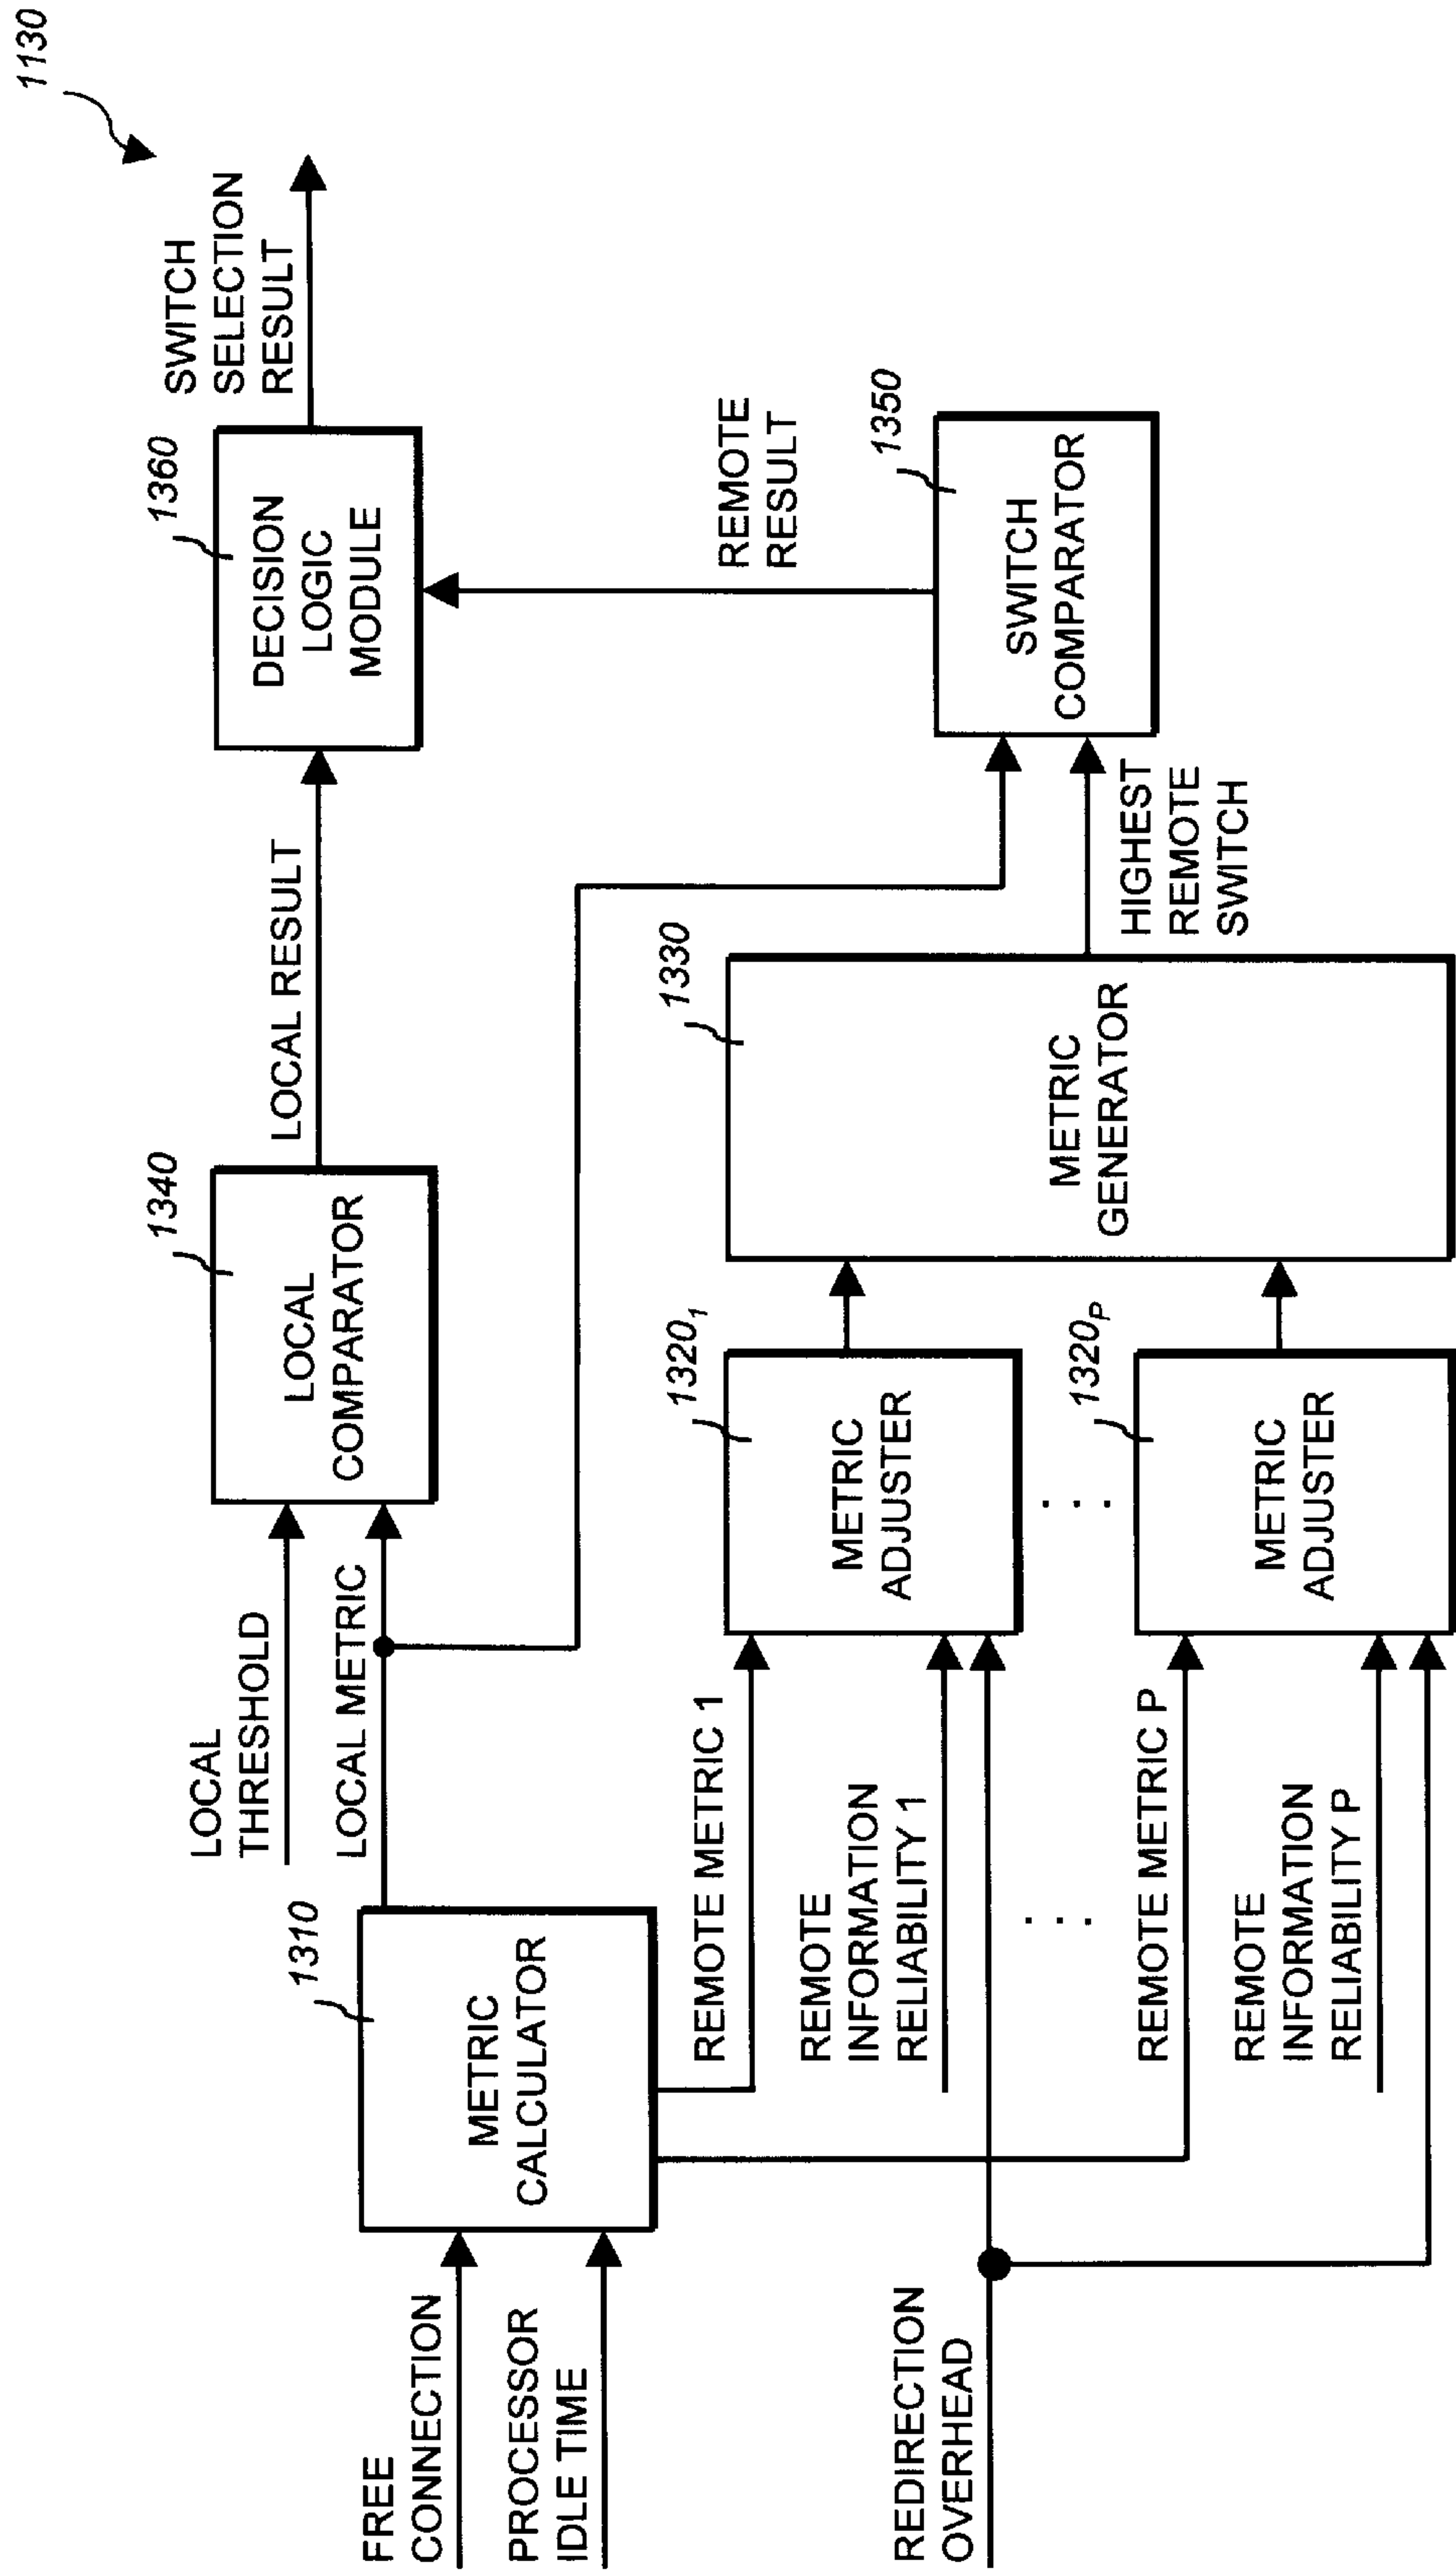 1130
FREE
CONNECTION
PROCESSOR
IDLE TIME
1310
METRIC
CALCULATOR
LOCAL
THRESHOLD
LOCAL METRIC
1340
LOCAL
COMPARATOR
LOCAL RESULT
1360
DECISION
LOGIC
MODULE
SWITCH
SELECTION
RESULT
REDIRECTION
OVERHEAD
REMOTE METRIC 1
REMOTE
INFORMATION
RELIABILITY 1
. . .
REMOTE METRIC P
REMOTE
INFORMATION
RELIABILITY P
1320₁
METRIC
ADJUSTER
. . .
1320ₚ
METRIC
ADJUSTER
1330
METRIC
GENERATOR
HIGHEST
REMOTE
SWITCH
1350
SWITCH
COMPARATOR
REMOTE
RESULT